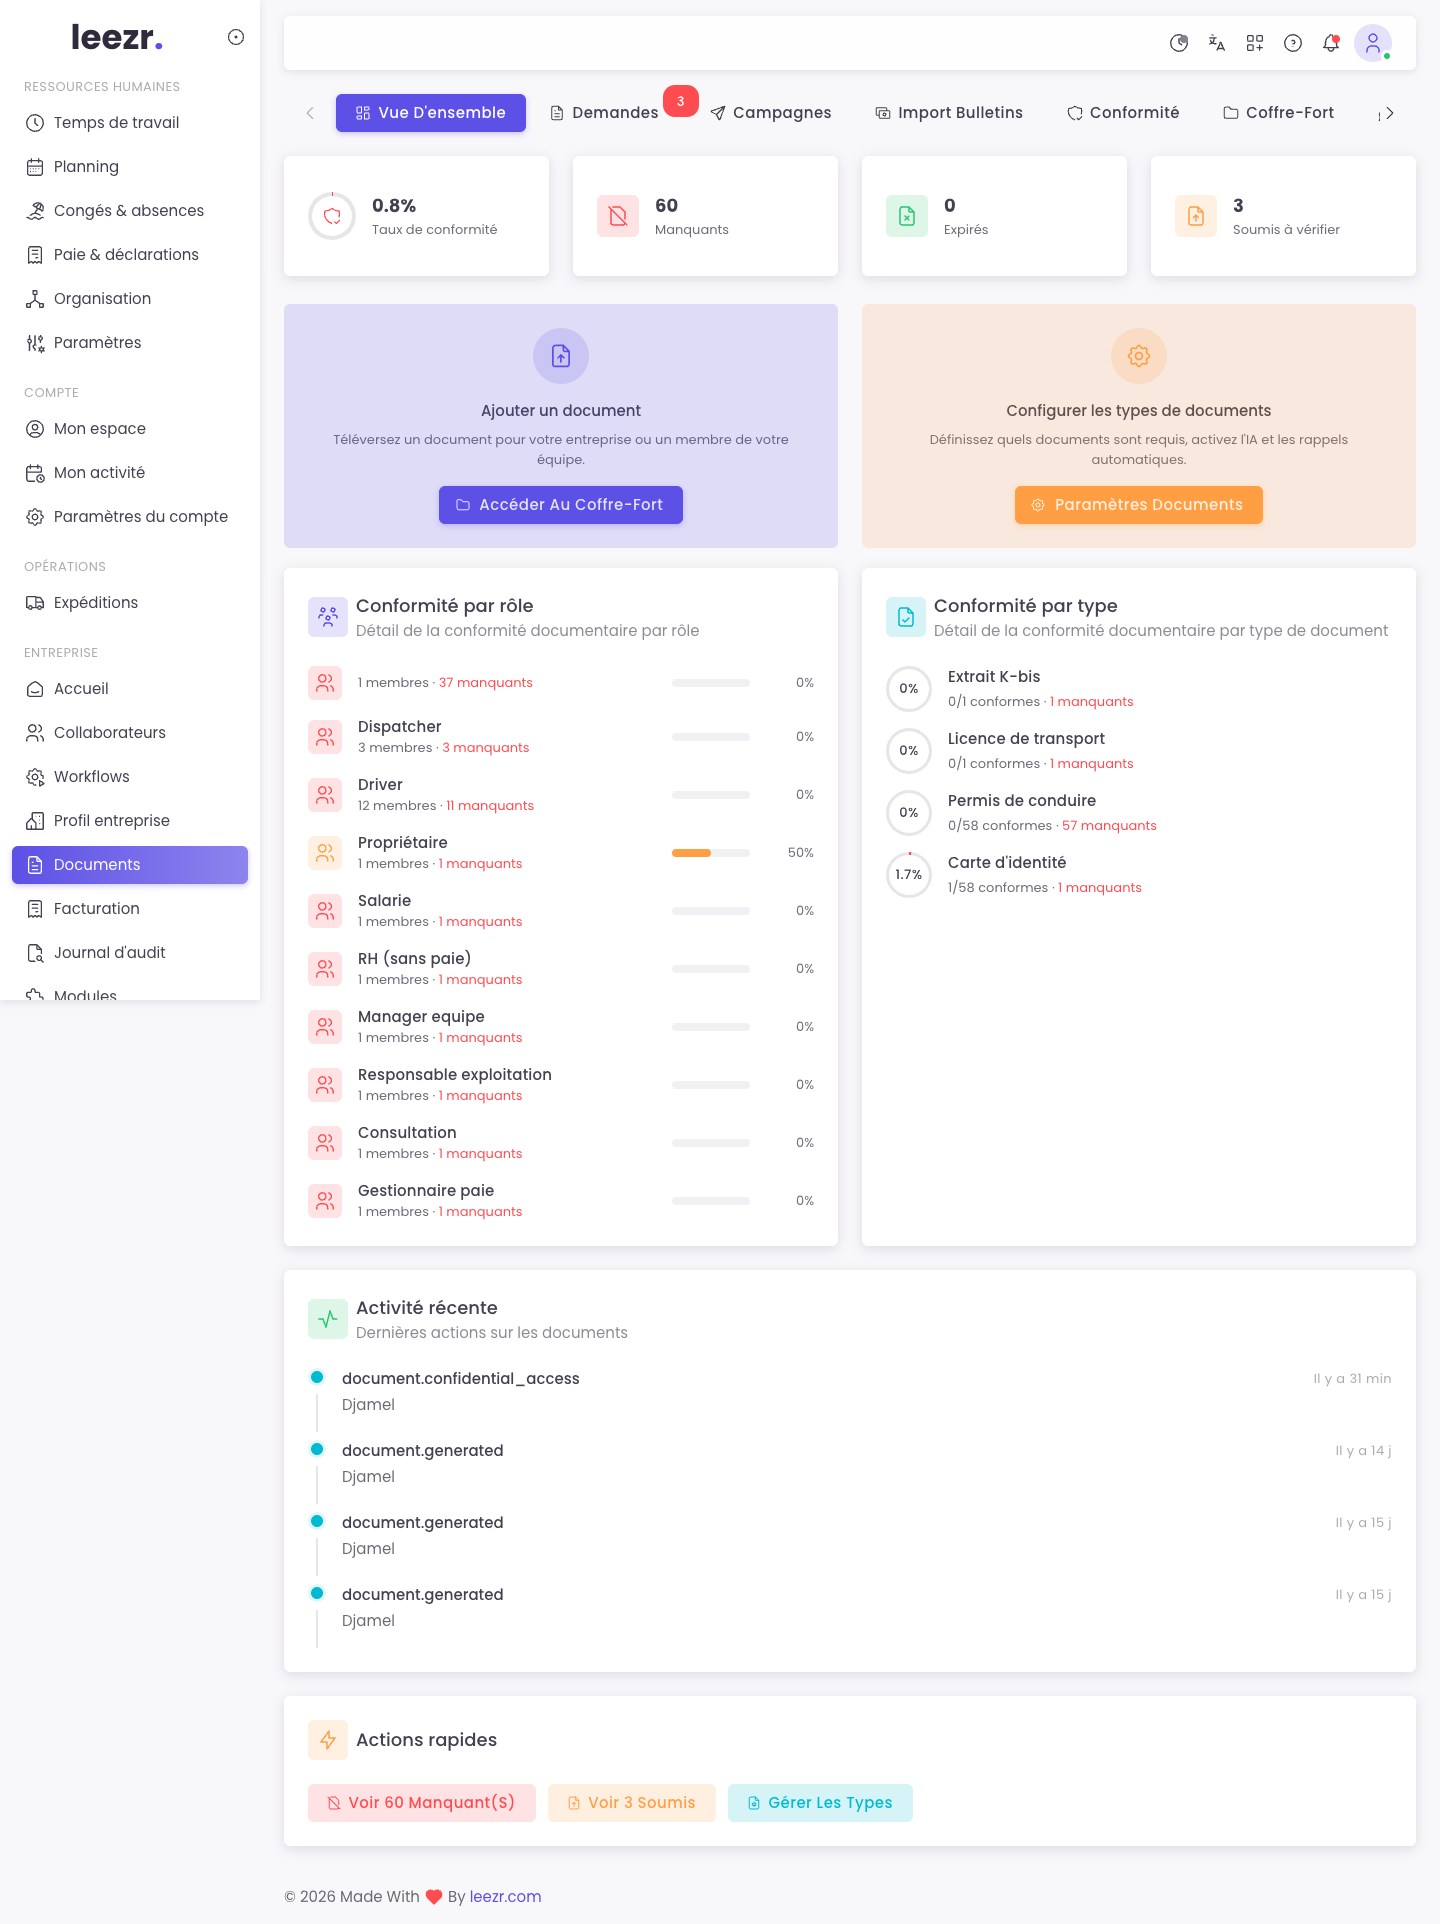 leezr.
RESSOURCES HUMAINES
Temps de travail
Planning
Congés & absences
Paie & déclarations
Organisation
Paramètres
COMPTE
Mon espace
Mon activité
Paramètres du compte
OPÉRATIONS
Expéditions
ENTREPRISE
Accueil
Collaborateurs
Workflows
Profil entreprise
Documents
Facturation
Journal d'audit
Modules
Vue D'ensemble
Demandes
3
Campagnes
Import Bulletins
Conformité
Coffre-Fort
0.8%
Taux de conformité
60
Manquants
0
Expirés
3
Soumis à vérifier
Ajouter un document
Téléversez un document pour votre entreprise ou un membre de votre
équipe.
Accéder Au Coffre-Fort
Configurer les types de documents
Définissez quels documents sont requis, activez l'IA et les rappels
automatiques.
Paramètres Documents
Conformité par rôle
Détail de la conformité documentaire par rôle
1 membres · 37 manquants 0%
Dispatcher
3 membres · 3 manquants 0%
Driver
12 membres · 11 manquants 0%
Propriétaire
1 membres · 1 manquants 50%
Salarie
1 membres · 1 manquants 0%
RH (sans paie)
1 membres · 1 manquants 0%
Manager equipe
1 membres · 1 manquants 0%
Responsable exploitation
1 membres · 1 manquants 0%
Consultation
1 membres · 1 manquants 0%
Gestionnaire paie
1 membres · 1 manquants 0%
Conformité par type
Détail de la conformité documentaire par type de document
0%
Extrait K-bis
0/1 conformes · 1 manquants
0%
Licence de transport
0/1 conformes · 1 manquants
0%
Permis de conduire
0/58 conformes · 57 manquants
1.7%
Carte d'identité
1/58 conformes · 1 manquants
Activité récente
Dernières actions sur les documents
document.confidential_access Il y a 31 min
Djamel
document.generated Il y a 14 j
Djamel
document.generated Il y a 15 j
Djamel
document.generated Il y a 15 j
Djamel
Actions rapides
Voir 60 Manquant(S)
Voir 3 Soumis
Gérer Les Types
© 2026 Made With By leezr.com